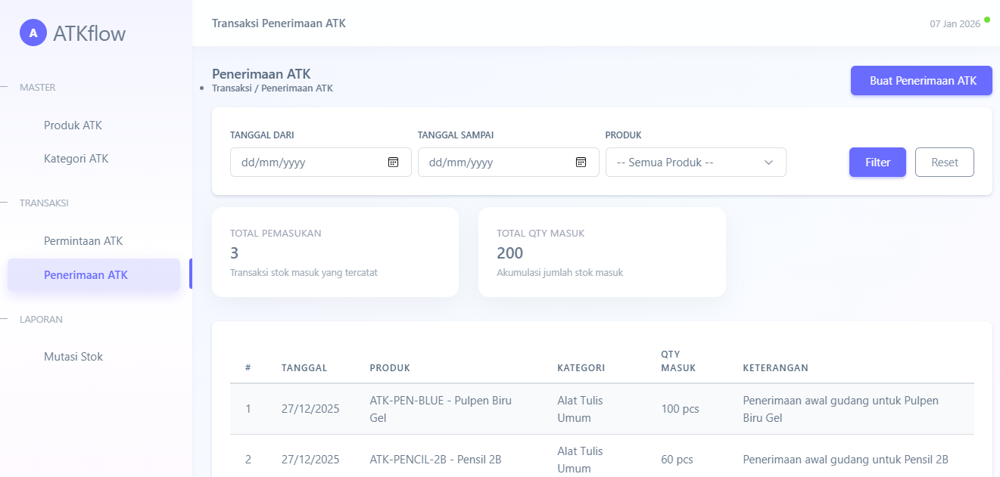 A ATKflow
MASTER
Produk ATK
Kategori ATK
TRANSAKSI
Permintaan ATK
Penerimaan ATK
LAPORAN
Mutasi Stok
Transaksi Penerimaan ATK
07 Jan 2026
Penerimaan ATK
Transaksi / Penerimaan ATK
Buat Penerimaan ATK
TANGGAL DARI TANGGAL SAMPAI PRODUK
dd/mm/yyyy dd/mm/yyyy -- Semua Produk -- Filter Reset
TOTAL PEMASUKAN
3
Transaksi stok masuk yang tercatat
TOTAL QTY MASUK
200
Akumulasi jumlah stok masuk
# TANGGAL PRODUK KATEGORI QTY MASUK KETERANGAN
1 27/12/2025 ATK-PEN-BLUE - Pulpen Biru Gel Alat Tulis Umum 100 pcs Penerimaan awal gudang untuk Pulpen Biru Gel
2 27/12/2025 ATK-PENCIL-2B - Pensil 2B Alat Tulis Umum 60 pcs Penerimaan awal gudang untuk Pensil 2B